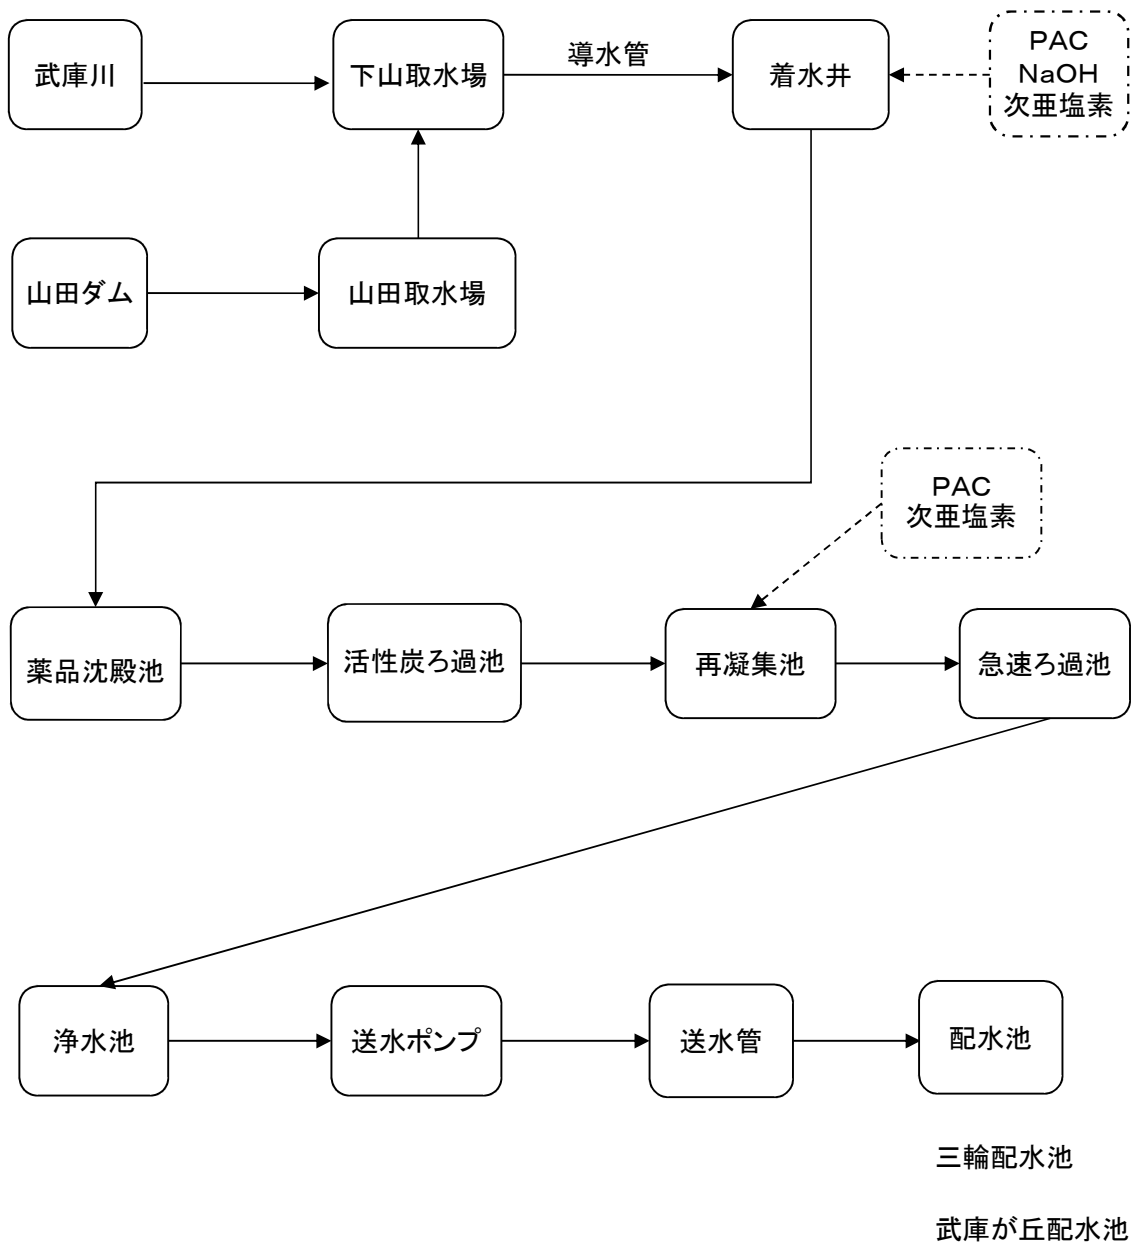 武庫川
下山取水場
導水管
着水井
PAC
NaOH
次亜塩素
山田ダム
山田取水場
PAC
次亜塩素
薬品沈殿池
活性炭ろ過池
再凝集池
急速ろ過池
浄水池
送水ポンプ
送水管
配水池
三輪配水池
武庫が丘配水池